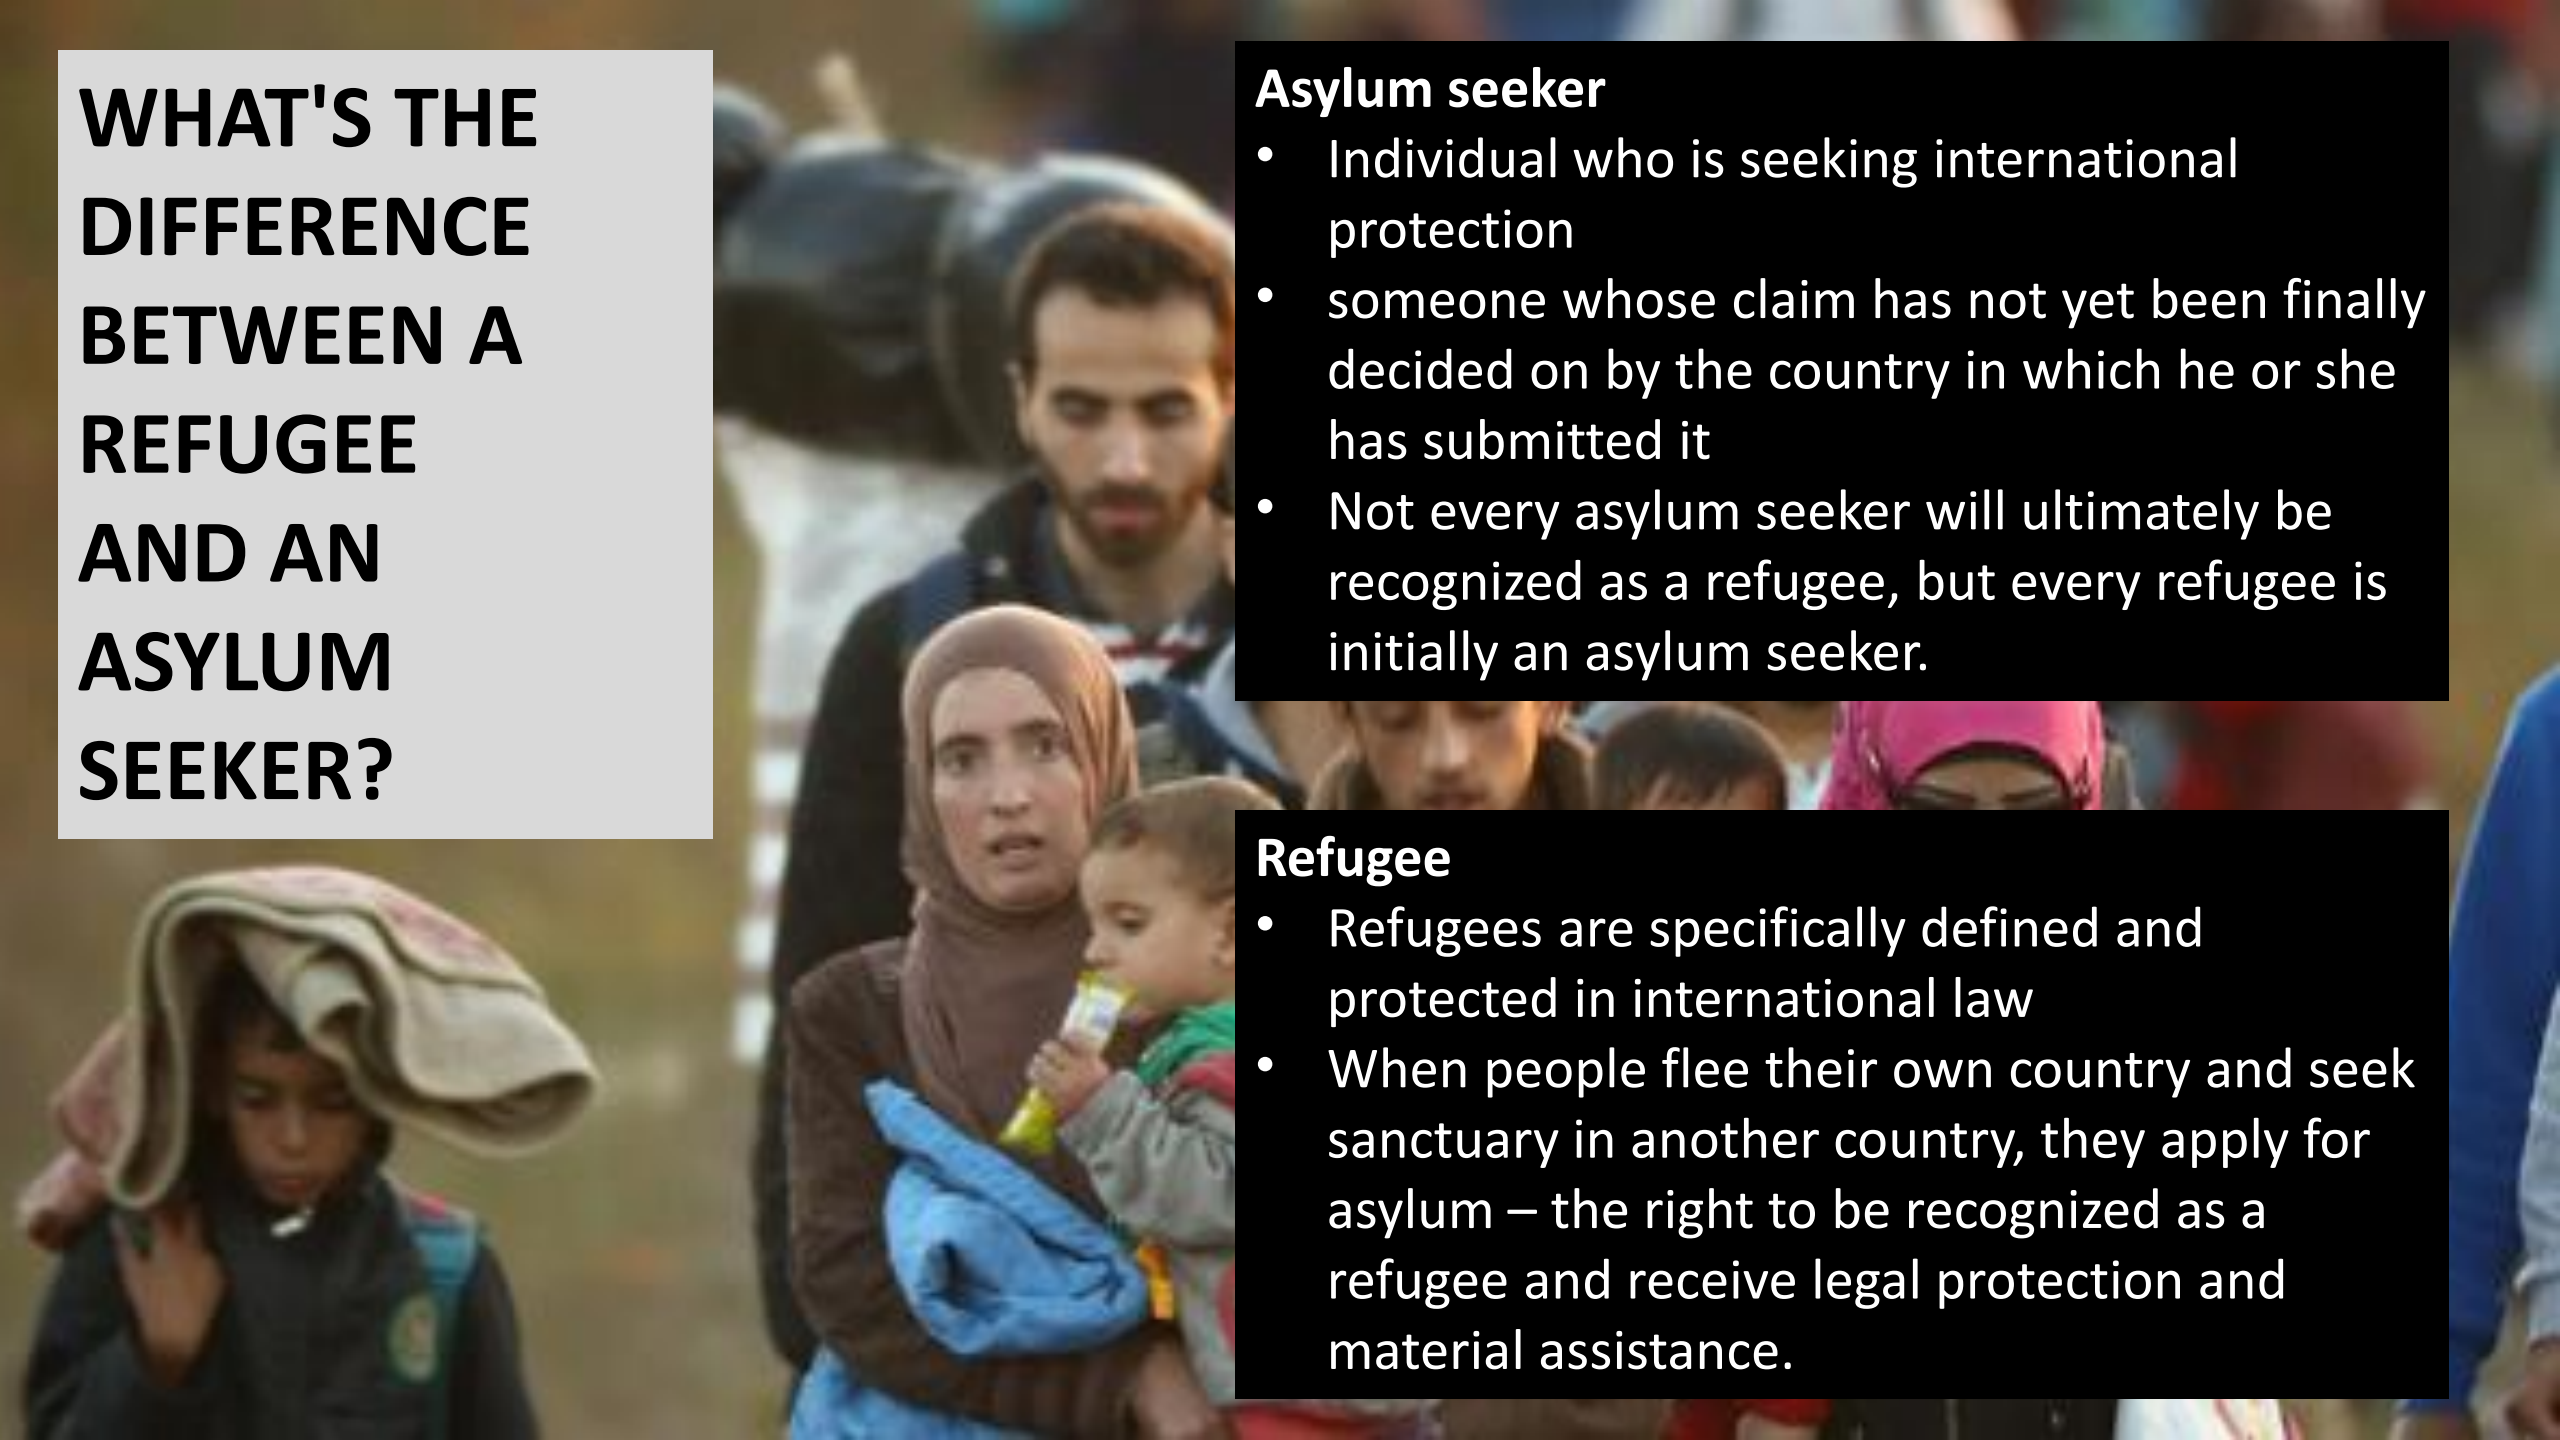 WHAT'S THE
DIFFERENCE
BETWEEN A
REFUGEE
AND AN
ASYLUM
SEEKER?
Asylum seeker
• Individual who is seeking international
protection
• someone whose claim has not yet been finally
decided on by the country in which he or she
has submitted it
• Not every asylum seeker will ultimately be
recognized as a refugee, but every refugee is
initially an asylum seeker.
Refugee
• Refugees are specifically defined and
protected in international law
• When people flee their own country and seek
sanctuary in another country, they apply for
asylum – the right to be recognized as a
refugee and receive legal protection and
material assistance.